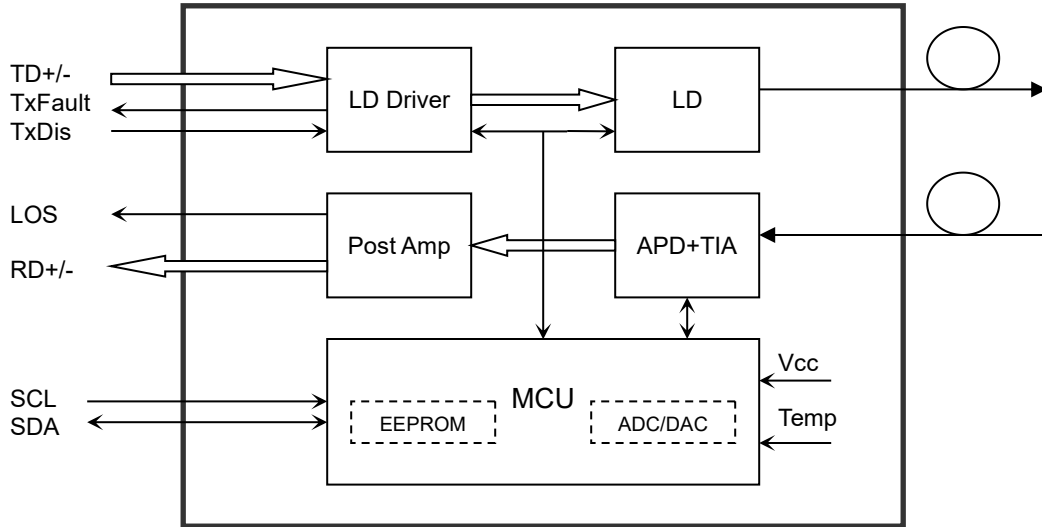 TD+/-
TxFault
TxDis
LD Driver
LD
LOS
RD+/-
Post Amp
APD+TIA
SCL
SDA
MCU
EEPROM
ADC/DAC
Vcc
Temp